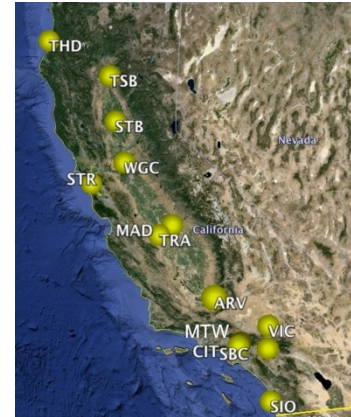 THD
TSB
STB
Nevada
WGC
STR
MAD
California
TRA
ARV
MTW
VIC
CIT
SBC
SIO